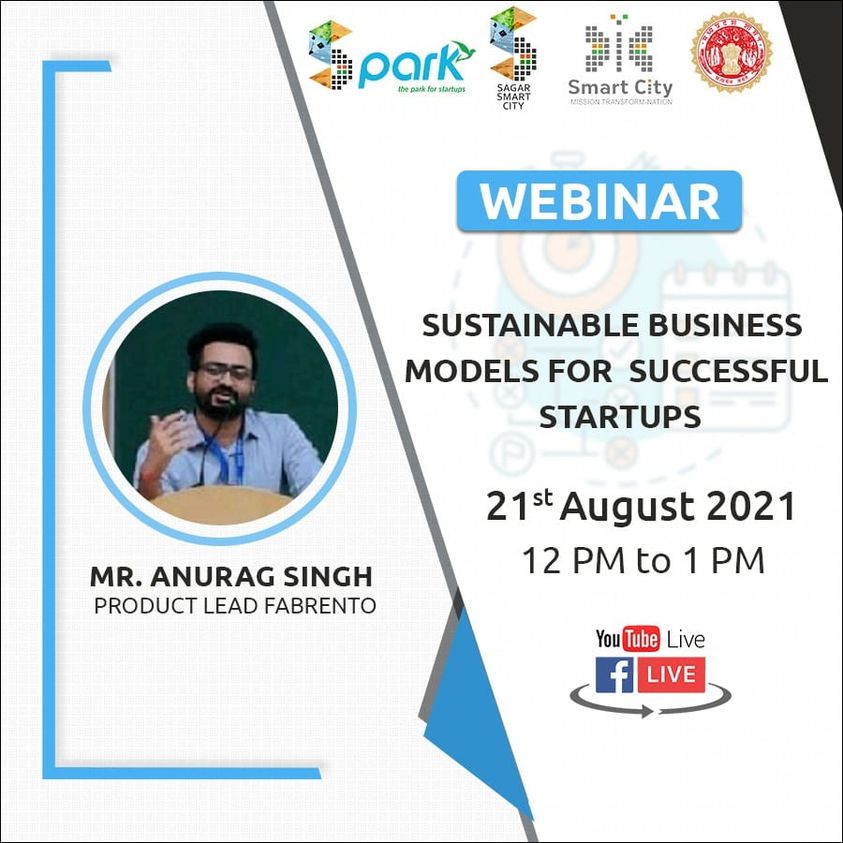 Spark
the park for startups
SAGAR
SMART
CITY
Smart City
MISSION TRANSFORM-NATION
WEBINAR
SUSTAINABLE BUSINESS
MODELS FOR SUCCESSFUL
STARTUPS
21st August 2021
12 PM to 1 PM
YouTube Live
f LIVE
MR. ANURAG SINGH
PRODUCT LEAD FABRENTO